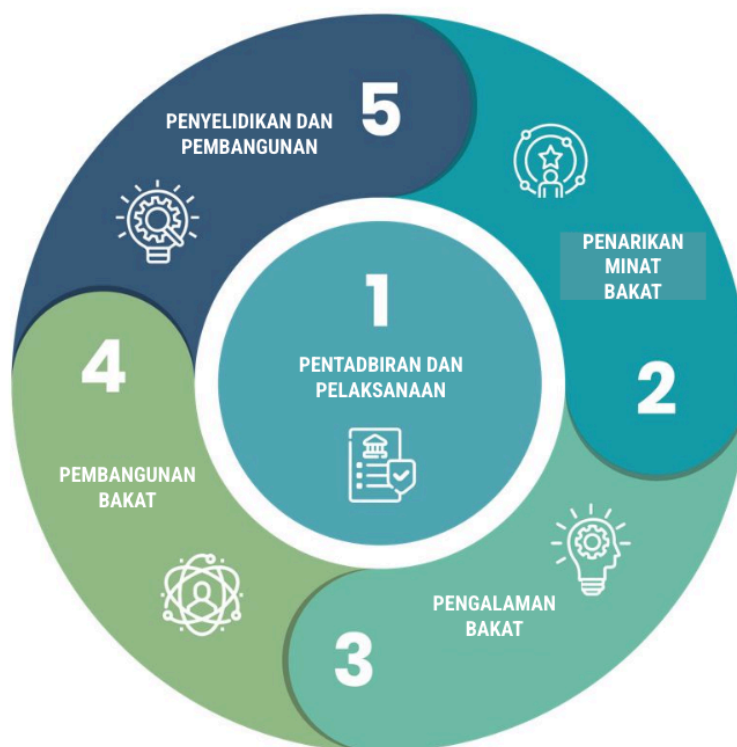 1
PENTADBIRAN DAN
PELAKSANAAN
PENARIKAN
MINAT
BAKAT
2
PENGALAMAN
BAKAT
3
4
PEMBANGUNAN
BAKAT
5
PENYELIDIKAN DAN
PEMBANGUNAN